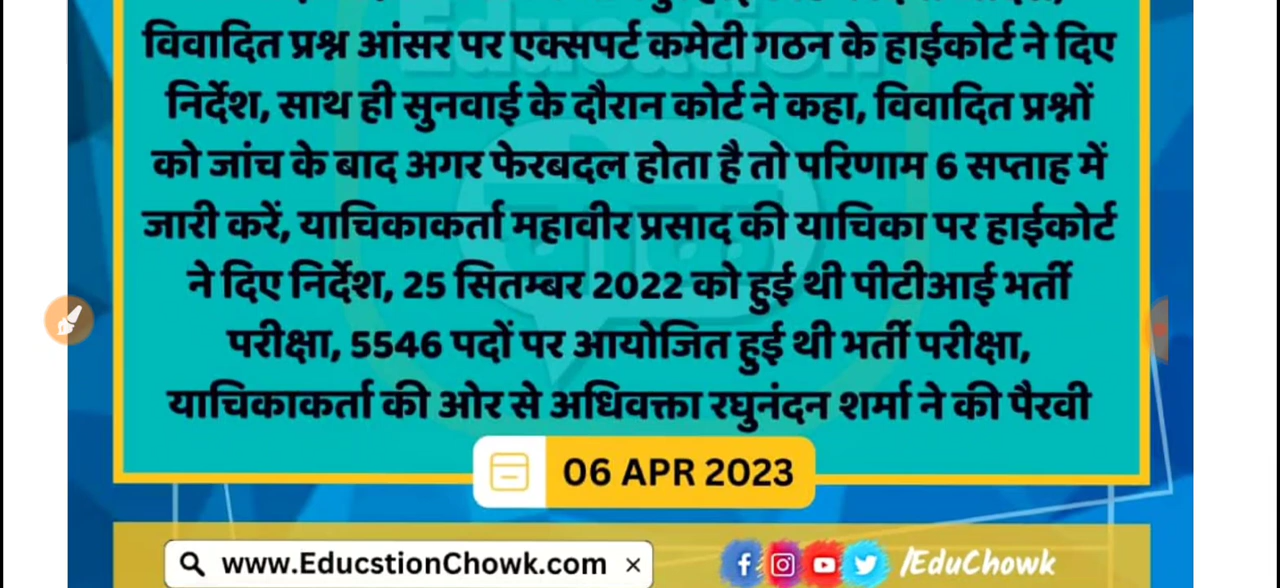 विवादित प्रश्न आंसर पर एक्सपर्ट कमेटी गठन के हाईकोर्ट ने दिए
निर्देश, साथ ही सुनवाई के दौरान कोर्ट ने कहा, विवादित प्रश्नों
को जांच के बाद अगर फेरबदल होता है तो परिणाम 6 सप्ताह में
जारी करें, याचिकाकर्ता महावीर प्रसाद की याचिका पर हाईकोर्ट
ने दिए निर्देश, 25 सितम्बर 2022 को हुई थी पीटीआई भर्ती
परीक्षा, 5546 पदों पर आयोजित हुई थी भर्ती परीक्षा,
याचिकाकर्ता की ओर से अधिवक्ता रघुनंदन शर्मा ने की पैरवी
06 APR 2023
www.EducstionChowk.com ×
/EduChowk
Education
चौक